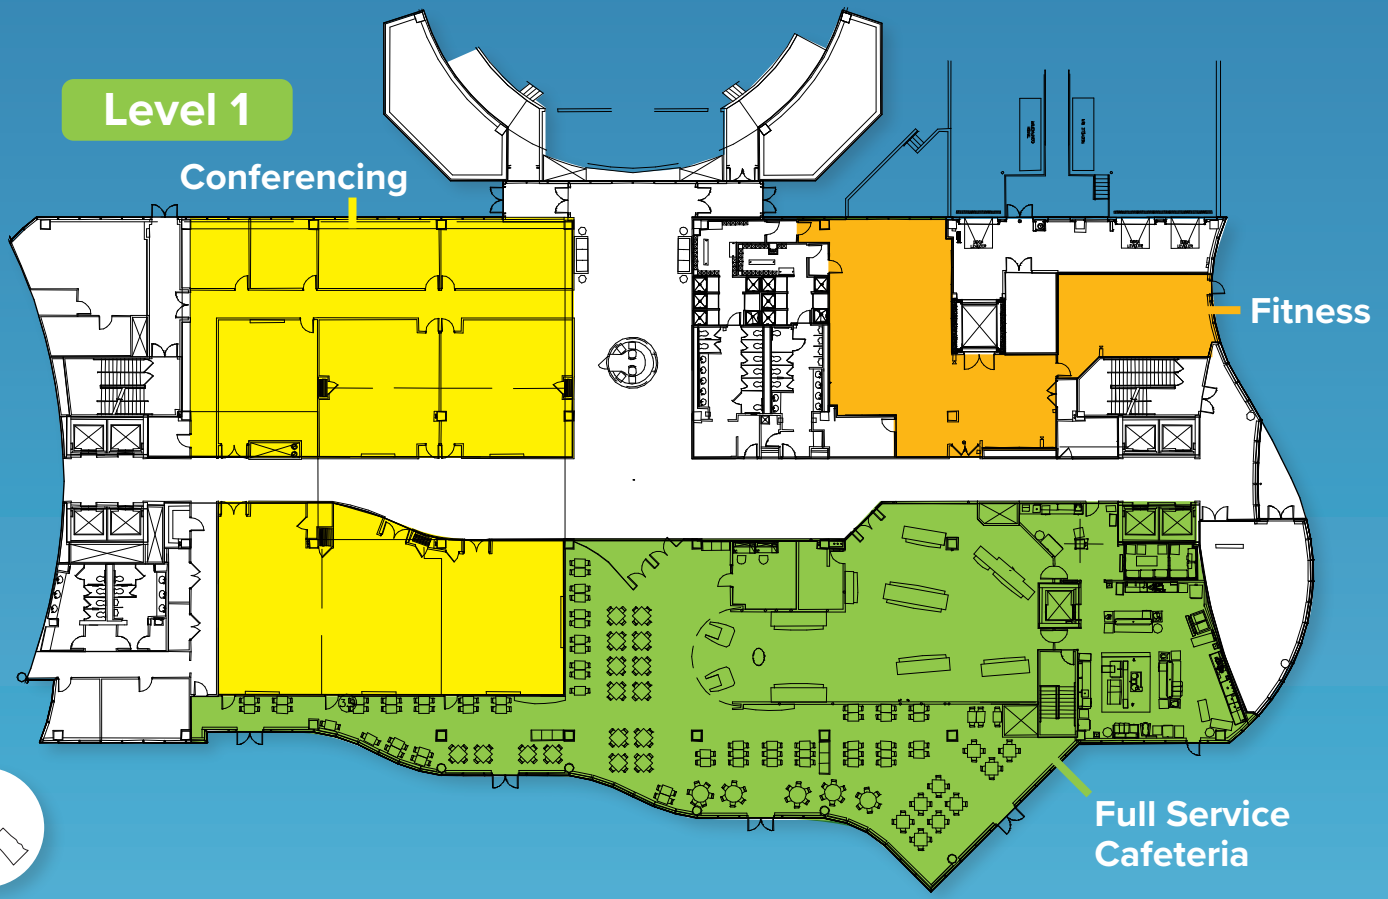 Level 1
Conferencing
Fitness
Full Service
Cafeteria